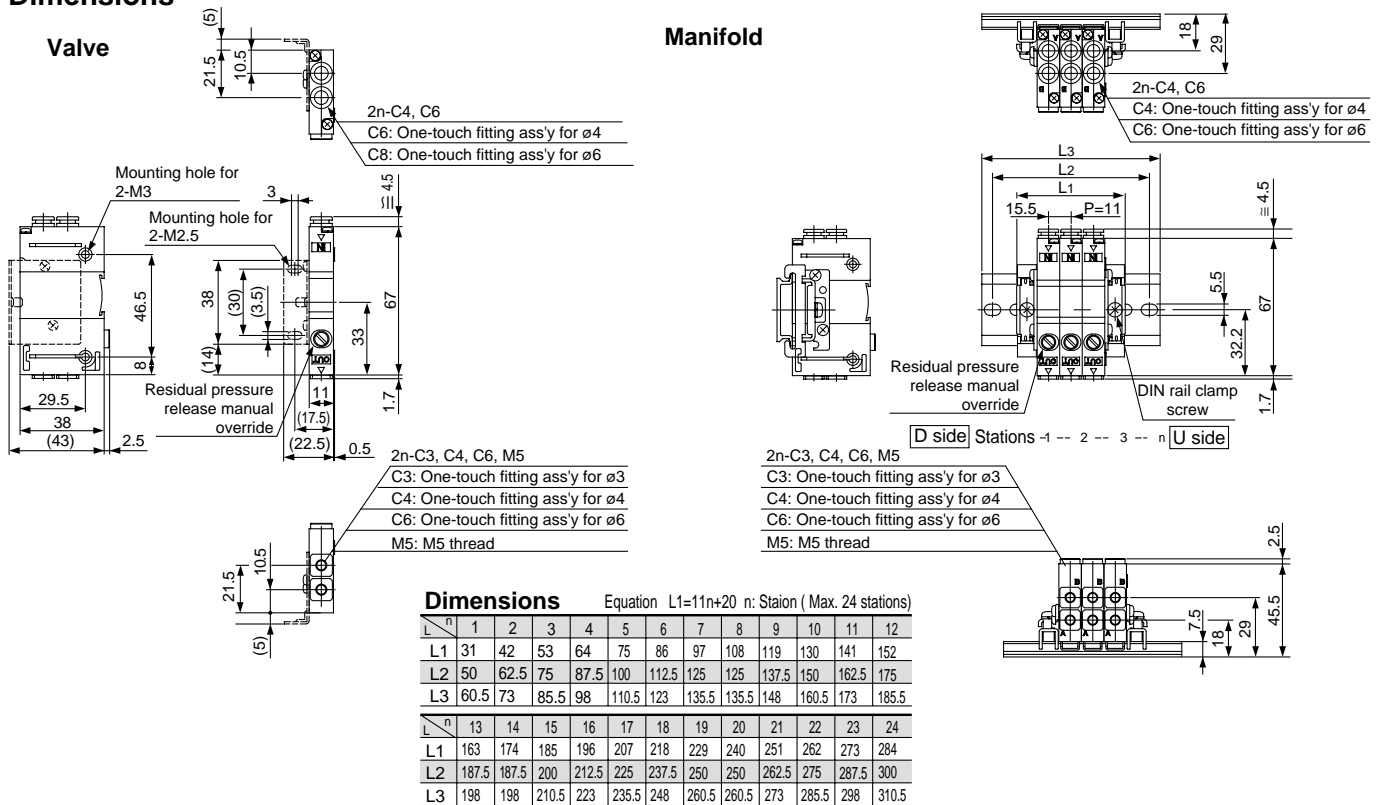 Dimensions
Valve
(5)
21.5
10.5
2n-C4, C6
C6: One-touch fitting ass'y for ø4
C8: One-touch fitting ass'y for ø6
Mounting hole for
2-M3
Mounting hole for
2-M2.5
3
≅ 4.5
IN
46.5
38
(30)
(3.5)
(14)
33
67
8
OUT
29.5
38
(43)
2.5
Residual pressure
release manual
override
11
(17.5)
(22.5)
0.5
1.7
2n-C3, C4, C6, M5
C3: One-touch fitting ass'y for ø3
C4: One-touch fitting ass'y for ø4
C6: One-touch fitting ass'y for ø6
M5: M5 thread
21.5
10.5
(5)
Manifold
A A A
B B B
18
29
2n-C4, C6
C4: One-touch fitting ass'y for ø4
C6: One-touch fitting ass'y for ø6
L3
L2
L1
15.5
P=11
≅ 4.5
IN IN IN
5.5
67
32.2
OUT OUT OUT
1.7
Residual pressure
release manual
override
DIN rail clamp
screw
D side Stations -1 -- 2 -- 3 -- n U side
2n-C3, C4, C6, M5
C3: One-touch fitting ass'y for ø3
C4: One-touch fitting ass'y for ø4
C6: One-touch fitting ass'y for ø6
M5: M5 thread
B B B
A A A
2.5
7.5
18
29
45.5
Dimensions Equation L1=11n+20 n: Staion ( Max. 24 stations)
L n 1 2 3 4 5 6 7 8 9 10 11 12
L1 31 42 53 64 75 86 97 108 119 130 141 152
L2 50 62.5 75 87.5 100 112.5 125 125 137.5 150 162.5 175
L3 60.5 73 85.5 98 110.5 123 135.5 135.5 148 160.5 173 185.5
L n 13 14 15 16 17 18 19 20 21 22 23 24
L1 163 174 185 196 207 218 229 240 251 262 273 284
L2 187.5 187.5 200 212.5 225 237.5 250 250 262.5 275 287.5 300
L3 198 198 210.5 223 235.5 248 260.5 260.5 273 285.5 298 310.5